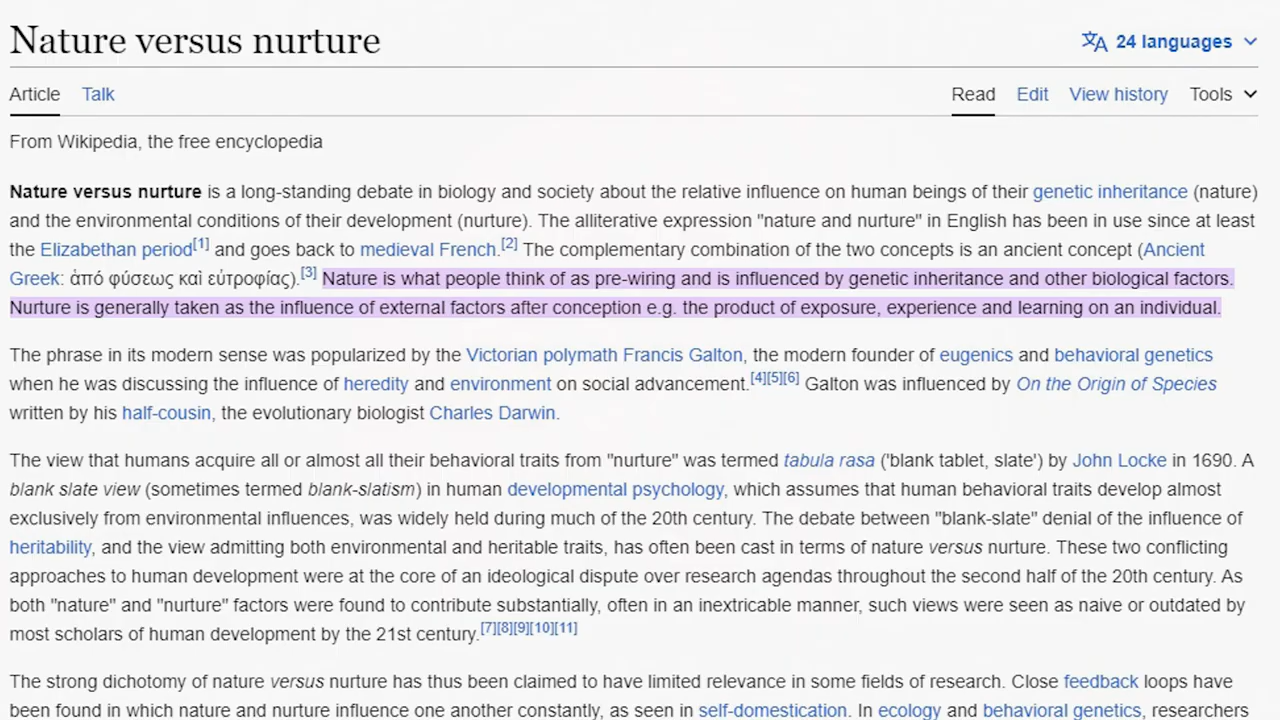 Nature versus nurture
24 languages
Article Talk Read Edit View history Tools
From Wikipedia, the free encyclopedia
Nature versus nurture is a long-standing debate in biology and society about the relative influence on human beings of their genetic inheritance (nature)
and the environmental conditions of their development (nurture). The alliterative expression "nature and nurture" in English has been in use since at least
the Elizabethan period[1] and goes back to medieval French.[2] The complementary combination of the two concepts is an ancient concept (Ancient
Greek: ἁπό φύσεως καὶ εὐτροφίας).[3] Nature is what people think of as pre-wiring and is influenced by genetic inheritance and other biological factors.
Nurture is generally taken as the influence of external factors after conception e.g. the product of exposure, experience and learning on an individual.
The phrase in its modern sense was popularized by the Victorian polymath Francis Galton, the modern founder of eugenics and behavioral genetics
when he was discussing the influence of heredity and environment on social advancement.[4][5][6] Galton was influenced by On the Origin of Species
written by his half-cousin, the evolutionary biologist Charles Darwin.
The view that humans acquire all or almost all their behavioral traits from "nurture" was termed tabula rasa ('blank tablet, slate') by John Locke in 1690. A
blank slate view (sometimes termed blank-slatism) in human developmental psychology, which assumes that human behavioral traits develop almost
exclusively from environmental influences, was widely held during much of the 20th century. The debate between "blank-slate" denial of the influence of
heritability, and the view admitting both environmental and heritable traits, has often been cast in terms of nature versus nurture. These two conflicting
approaches to human development were at the core of an ideological dispute over research agendas throughout the second half of the 20th century. As
both "nature" and "nurture" factors were found to contribute substantially, often in an inextricable manner, such views were seen as naive or outdated by
most scholars of human development by the 21st century.[7][8][9][10][11]
The strong dichotomy of nature versus nurture has thus been claimed to have limited relevance in some fields of research. Close feedback loops have
been found in which nature and nurture influence one another constantly, as seen in self-domestication. In ecology and behavioral genetics, researchers